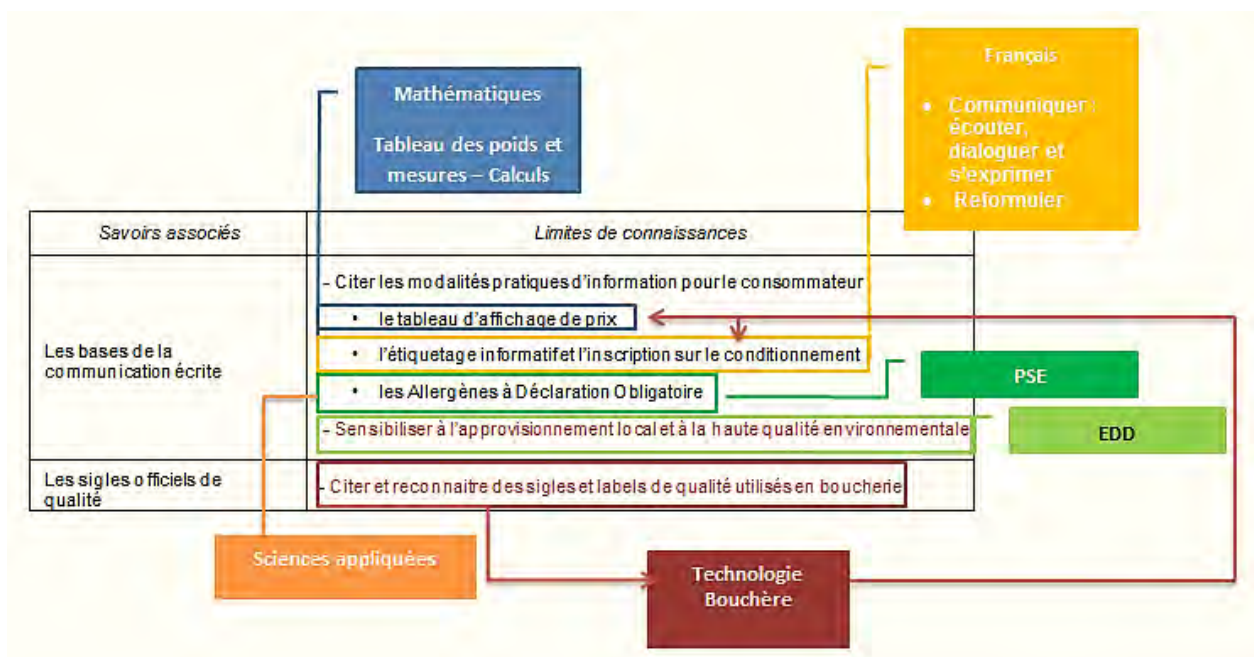 Mathématiques
Tableau des poids et
mesures – Calculs
Français
• Communiquer :
écouter,
dialoguer et
s'exprimer
• Reformuler
Savoirs associés
Limites de connaissances
Les bases de la
communication écrite
- Citer les modalités pratiques d'information pour le consommateur
• le tableau d'affichage de prix
• l'étiquetage informatif et l'inscription sur le conditionnement
• les Allergènes à Déclaration Obligatoire
- Sensibiliser à l'approvisionnement local et à la haute qualité environnementale
PSE
EDD
Les sigles officiels de
qualité
- Citer et reconnaitre des sigles et labels de qualité utilisés en boucherie
Sciences appliquées
Technologie
Bouchère